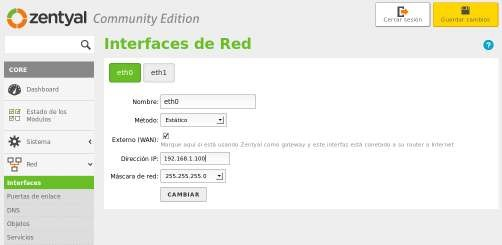 zentyal Community Edition
Cerrar sesión
Guardar cambios
Interfaces de Red
?
CORE
Dashboard
Estado de los
Módulos
Sistema
Red
Interfaces
Puertas de enlace
DNS
Objetos
Servicios
eth0 eth1
Nombre: eth0
Método: Estático
Externo (WAN):
Marque aquí si está usando Zentyal como gateway y este interfaz está conectado a su router a Internet
Dirección IP: 192.168.1.100
Máscara de red: 255.255.255.0
CAMBIAR